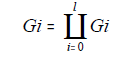 Gi = ∐_{i=0}^{l} Gi